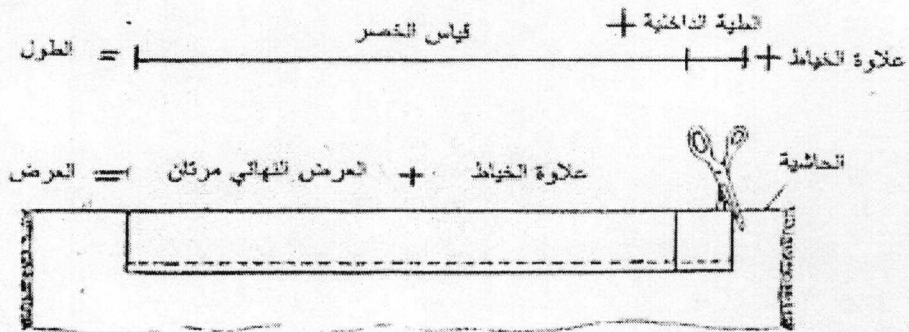 الطول = قياس الخصر + الطية الداخلية + علاوة الخياط
العرض = العرض النهائي مرتان + علاوة الخياط
الحاشية